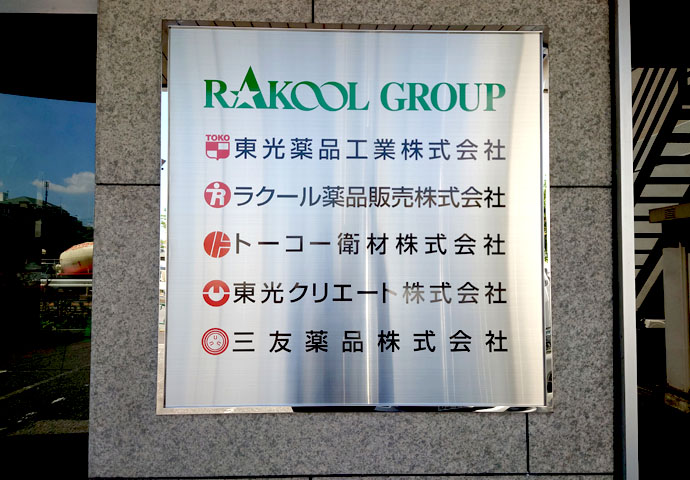 RAKOOL GROUP
TOKO 東光薬品工業株式会社
R ラクール薬品販売株式会社
トーコー衛材株式会社
東光クリエート株式会社
三友薬品株式会社